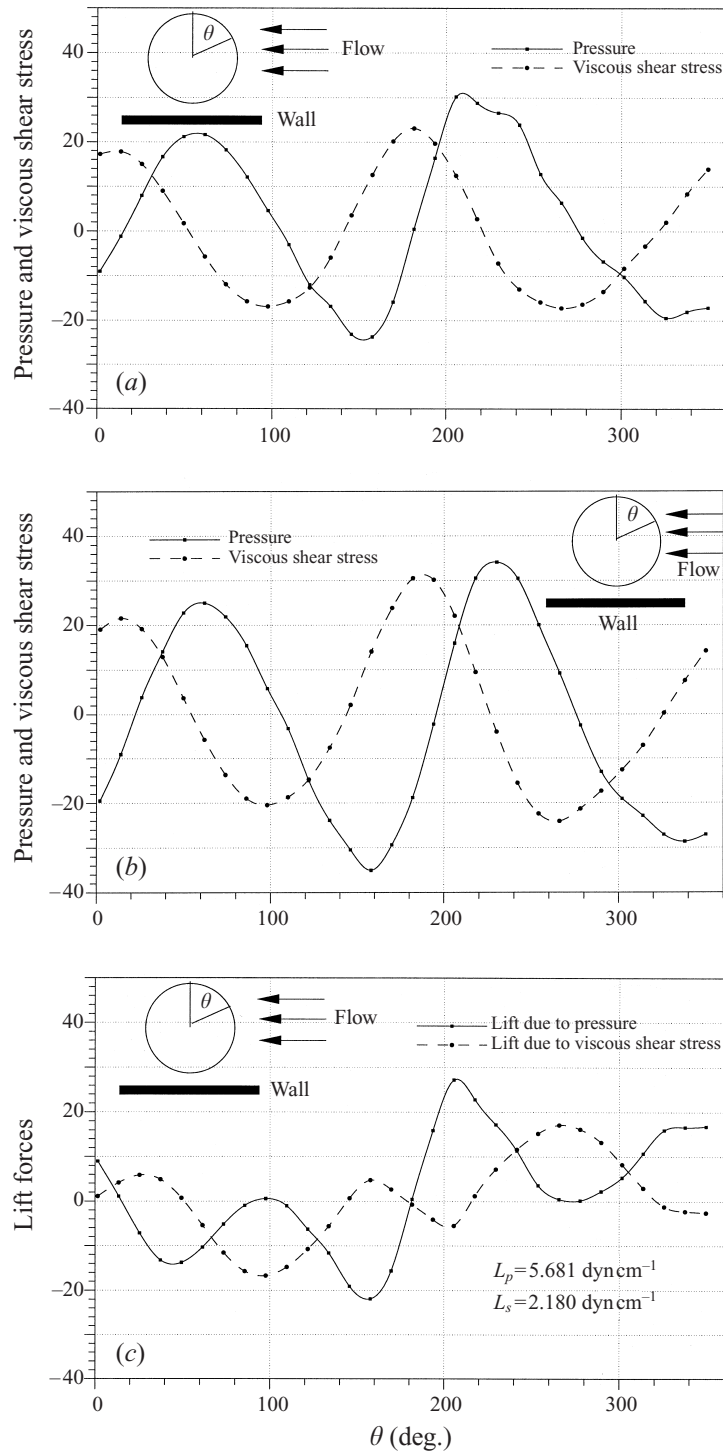 Pressure and viscous shear stress
40
20
0
−20
−40
θ
Flow
Wall
Pressure
Viscous shear stress
(a)
0
100
200
300
Pressure and viscous shear stress
40
20
0
−20
−40
Pressure
Viscous shear stress
θ
Flow
Wall
(b)
0
100
200
300
Lift forces
40
20
0
−20
−40
θ
Flow
Wall
Lift due to pressure
Lift due to viscous shear stress
Lp=5.681 dyn cm⁻¹
Ls=2.180 dyn cm⁻¹
(c)
0
100
200
300
θ (deg.)